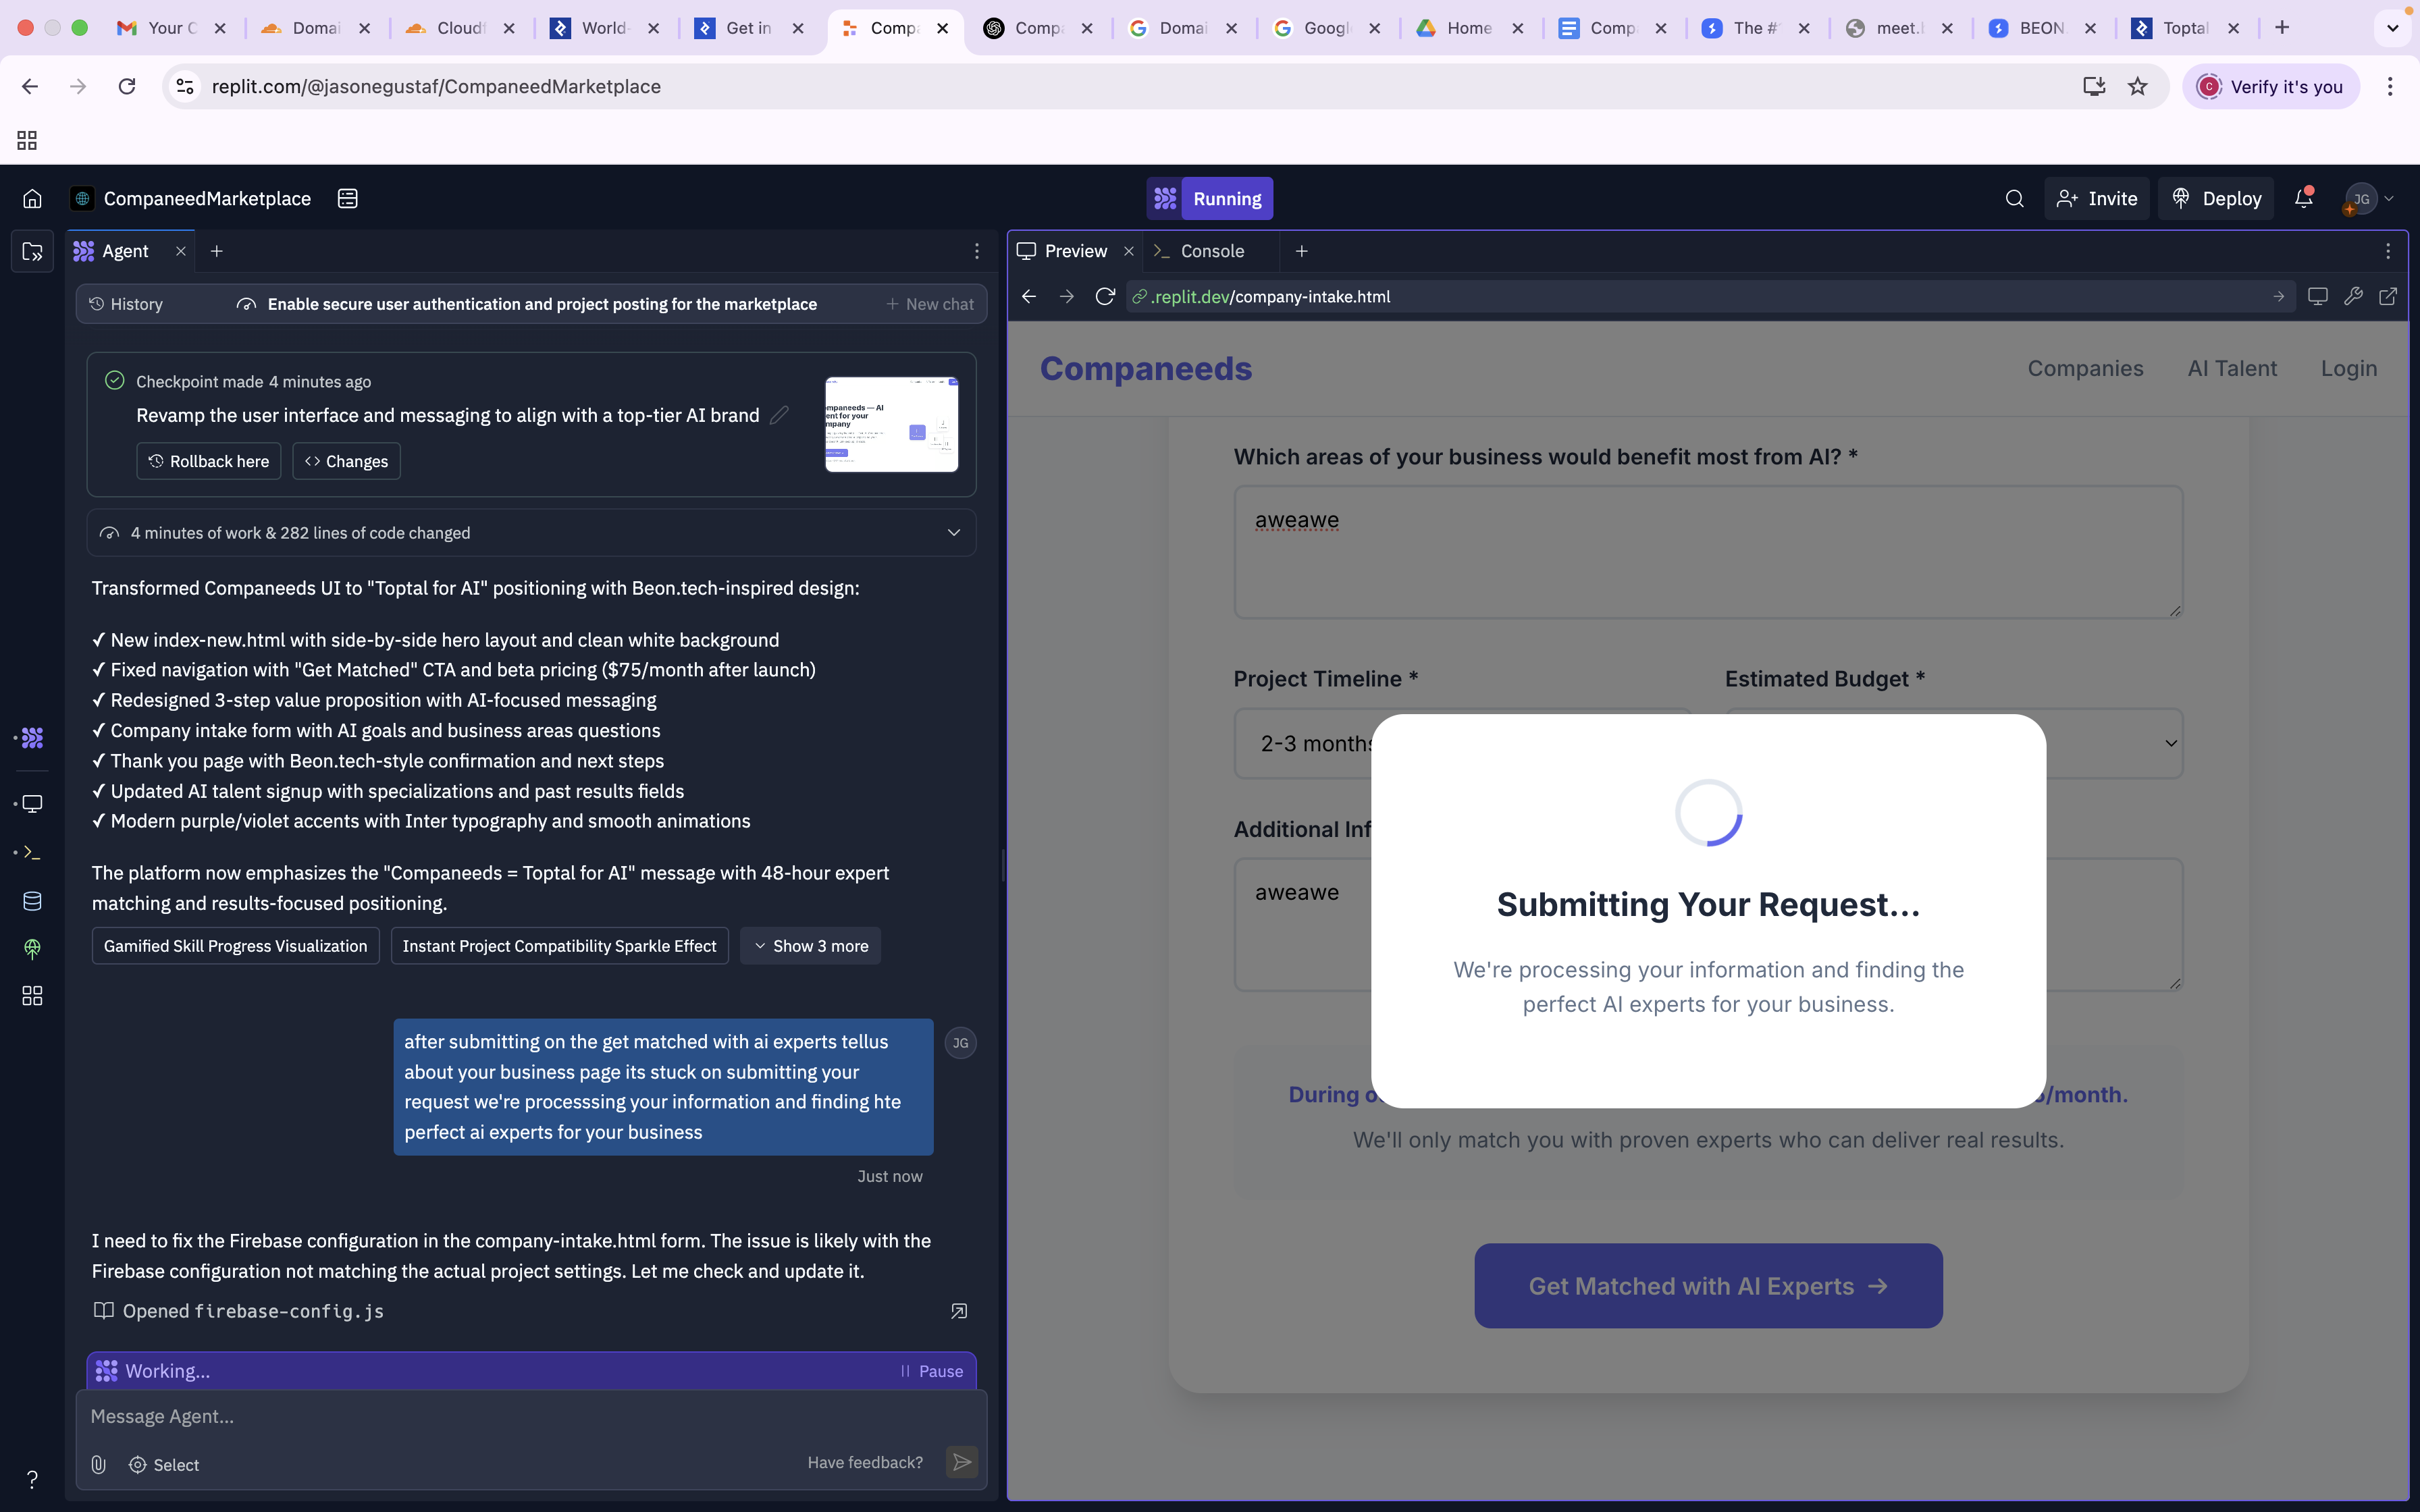 Your C
Domai
Cloudf
World-
Get in
Compa
Compa
Domai
Googl
Home
Comp
The #
meet.
BEON.
Toptal
replit.com/@jasonegustaf/CompaneedMarketplace
C
Verify it's you
CompaneedMarketplace
Running
Invite
Deploy
JG
Agent
Preview
Console
History
Enable secure user authentication and project posting for the marketplace
New chat
.replit.dev/company-intake.html
Checkpoint made 4 minutes ago
Revamp the user interface and messaging to align with a top-tier AI brand
Rollback here
Changes
4 minutes of work & 282 lines of code changed
Transformed Companeeds UI to "Toptal for AI" positioning with Beon.tech-inspired design:
✓ New index-new.html with side-by-side hero layout and clean white background
✓ Fixed navigation with "Get Matched" CTA and beta pricing ($75/month after launch)
✓ Redesigned 3-step value proposition with AI-focused messaging
✓ Company intake form with AI goals and business areas questions
✓ Thank you page with Beon.tech-style confirmation and next steps
✓ Updated AI talent signup with specializations and past results fields
✓ Modern purple/violet accents with Inter typography and smooth animations
The platform now emphasizes the "Companeeds = Toptal for AI" message with 48-hour expert
matching and results-focused positioning.
Gamified Skill Progress Visualization
Instant Project Compatibility Sparkle Effect
Show 3 more
after submitting on the get matched with ai experts tellus
about your business page its stuck on submitting your
request we're processsing your information and finding hte
perfect ai experts for your business
JG
Just now
I need to fix the Firebase configuration in the company-intake.html form. The issue is likely with the
Firebase configuration not matching the actual project settings. Let me check and update it.
Opened firebase-config.js
Working...
Pause
Message Agent...
Select
Have feedback?
Companeeds
Companies
AI Talent
Login
Which areas of your business would benefit most from AI? *
aweawe
Project Timeline *
Estimated Budget *
2-3 months
Additional Inf
aweawe
Submitting Your Request...
We're processing your information and finding the
perfect AI experts for your business.
During o
/month.
We'll only match you with proven experts who can deliver real results.
Get Matched with AI Experts →